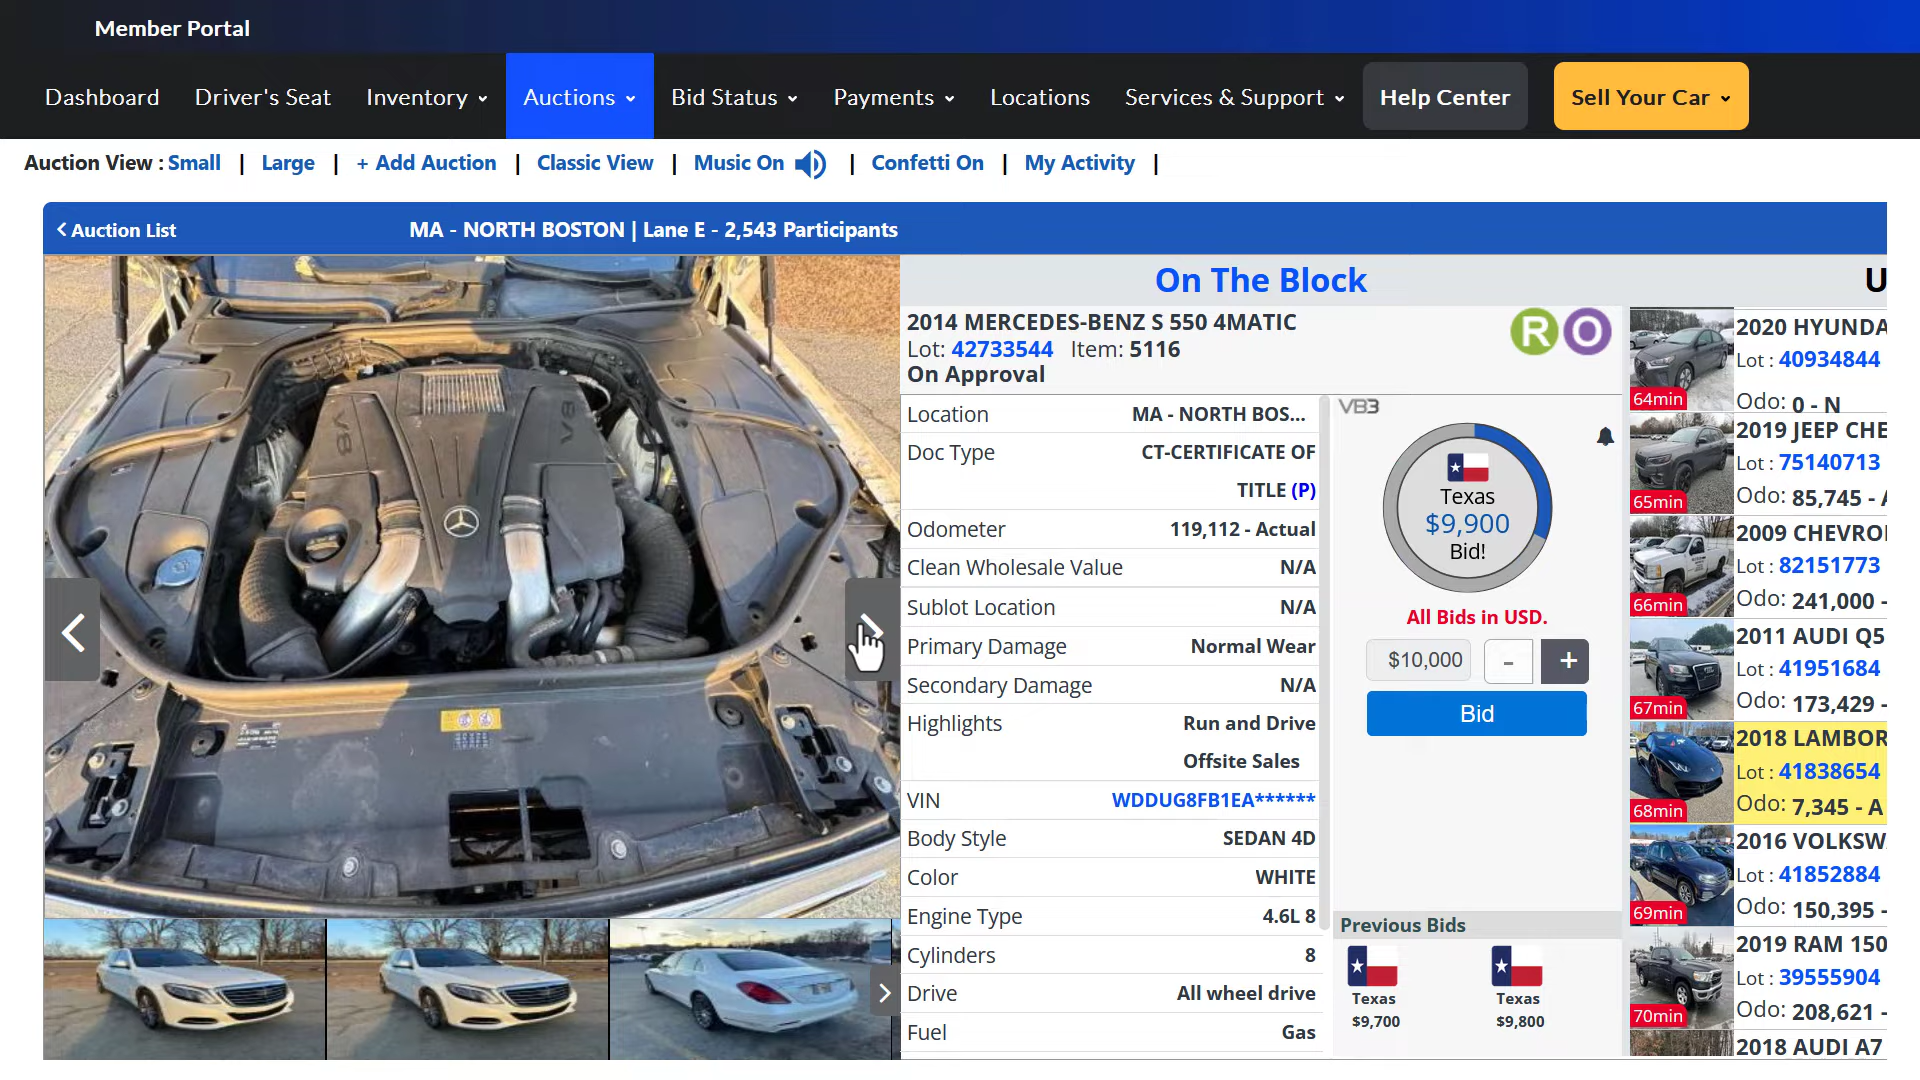 Member Portal
Dashboard
Driver's Seat
Inventory
Auctions
Bid Status
Payments
Locations
Services & Support
Help Center
Sell Your Car
Auction View : Small | Large | + Add Auction | Classic View | Music On | Confetti On | My Activity |
Auction List
MA - NORTH BOSTON | Lane E - 2,543 Participants
On The Block
U
2014 MERCEDES-BENZ S 550 4MATIC
Lot: 42733544 Item: 5116
On Approval
R O
Location MA - NORTH BOS...
Doc Type CT-CERTIFICATE OF
TITLE (P)
Odometer 119,112 - Actual
Clean Wholesale Value N/A
Sublot Location N/A
Primary Damage Normal Wear
Secondary Damage N/A
Highlights Run and Drive
Offsite Sales
VIN WDDUG8FB1EA******
Body Style SEDAN 4D
Color WHITE
Engine Type 4.6L 8
Cylinders 8
Drive All wheel drive
Fuel Gas
VB3
Texas
$9,900
Bid!
All Bids in USD.
$10,000 - +
Bid
Previous Bids
Texas
$9,700
Texas
$9,800
2020 HYUNDA
Lot : 40934844
64min
Odo: 0 - N
2019 JEEP CHE
Lot : 75140713
65min
Odo: 85,745 - A
2009 CHEVROL
Lot : 82151773
66min
Odo: 241,000 -
2011 AUDI Q5
Lot : 41951684
67min
Odo: 173,429 -
2018 LAMBOR
Lot : 41838654
68min
Odo: 7,345 - A
2016 VOLKSW
Lot : 41852884
69min
Odo: 150,395 -
2019 RAM 150
Lot : 39555904
70min
Odo: 208,621 -
2018 AUDI A7
V8
V8